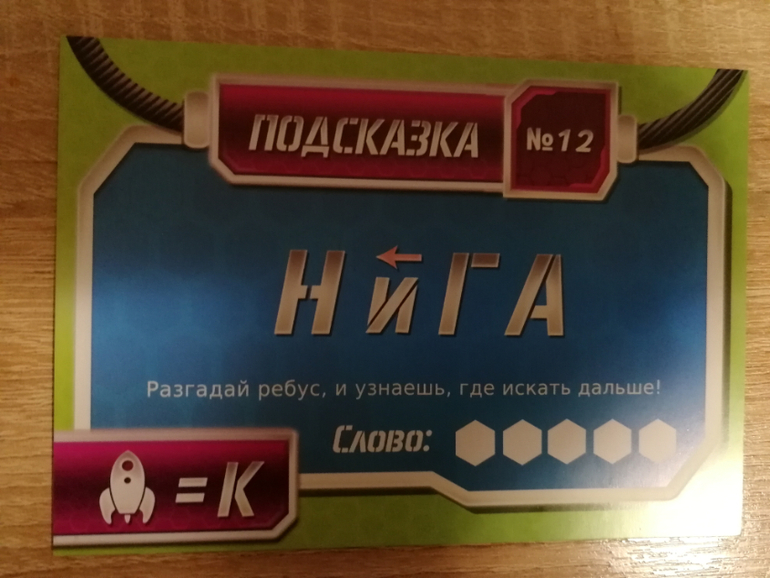 ПОДСКАЗКА №12
НиГА
Разгадай ребус, и узнаешь, где искать дальше!
Слово:
=К